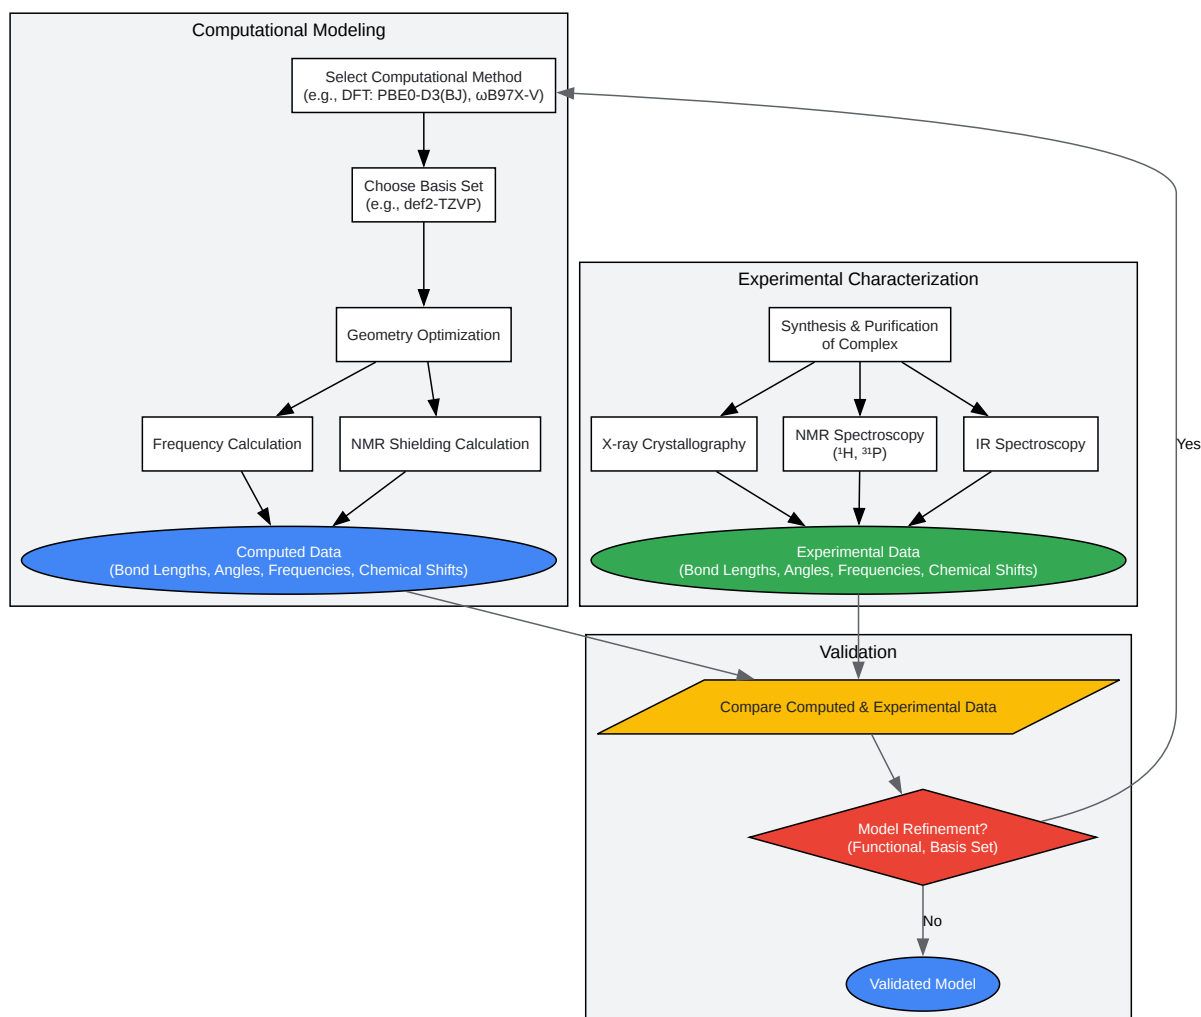 Computational Modeling
Select Computational Method
(e.g., DFT: PBE0-D3(BJ), ωB97X-V)
Choose Basis Set
(e.g., def2-TZVP)
Geometry Optimization
Frequency Calculation
NMR Shielding Calculation
Computed Data
(Bond Lengths, Angles, Frequencies, Chemical Shifts)
Experimental Characterization
Synthesis & Purification
of Complex
X-ray Crystallography
NMR Spectroscopy
(¹H, ³¹P)
IR Spectroscopy
Experimental Data
(Bond Lengths, Angles, Frequencies, Chemical Shifts)
Validation
Compare Computed & Experimental Data
Model Refinement?
(Functional, Basis Set)
Yes
No
Validated Model